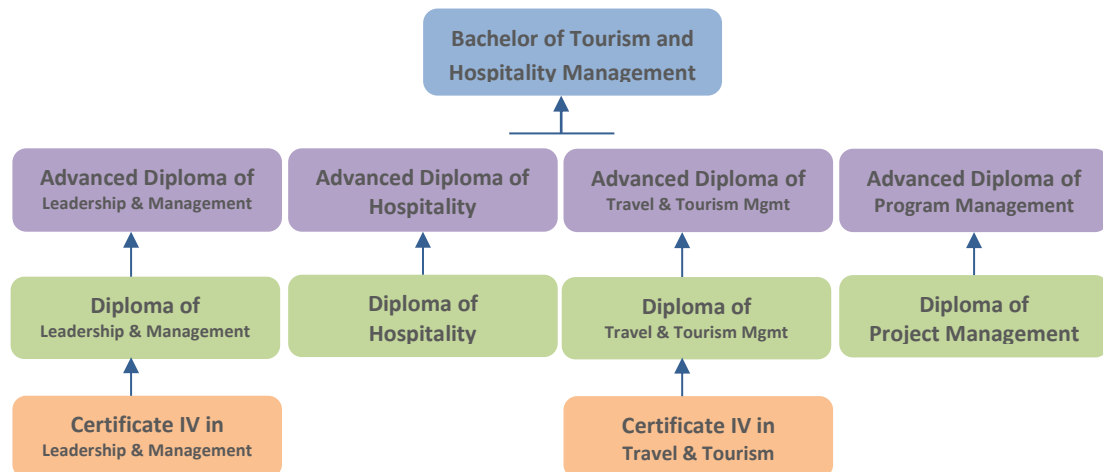 Bachelor of Tourism and
Hospitality Management
Advanced Diploma of
Leadership & Management
Advanced Diploma of
Hospitality
Advanced Diploma of
Travel & Tourism Mgmt
Advanced Diploma of
Program Management
Diploma of
Leadership & Management
Diploma of
Hospitality
Diploma of
Travel & Tourism Mgmt
Diploma of
Project Management
Certificate IV in
Leadership & Management
Certificate IV in
Travel & Tourism